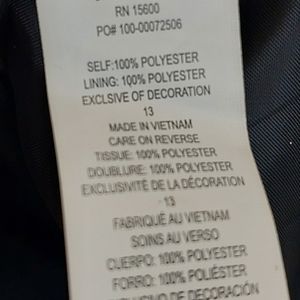 RN 15600
PO# 100-00072506
SELF:100% POLYESTER
LINING: 100% POLYESTER
EXCLSIVE OF DECORATION
13
MADE IN VIETNAM
CARE ON REVERSE
TISSUE: 100% POLYESTER
DOUBLURE: 100% POLYESTER
EXCLUSIVITÉ DE LA DÉCORATION
13
FABRIQUÉ AU VIETNAM
SOINS AU VERSO
CUERPO: 100% POLYESTER
FORRO: 100% POLIÉSTER
DE DECORACIÓN